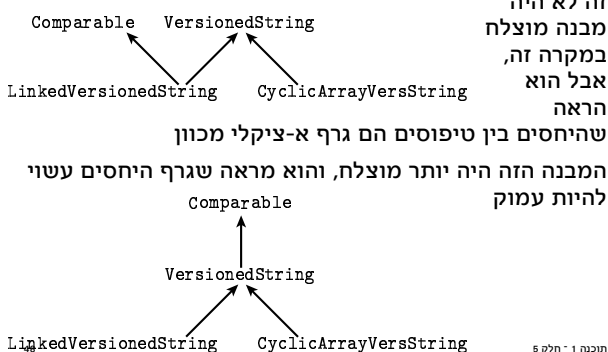 זה לא היה
מבנה מוצלח
במקרה זה,
אבל הוא
הראה
שהיחסים בין טיפוסים הם גרף א-ציקלי מכוון
Comparable VersionedString
LinkedVersionedString CyclicArrayVersString
המבנה הזה היה יותר מוצלח, והוא מראה שגרף היחסים עשוי
להיות עמוק
Comparable
VersionedString
LinkedVersionedString CyclicArrayVersString
תוכנה 1 - חלק 5